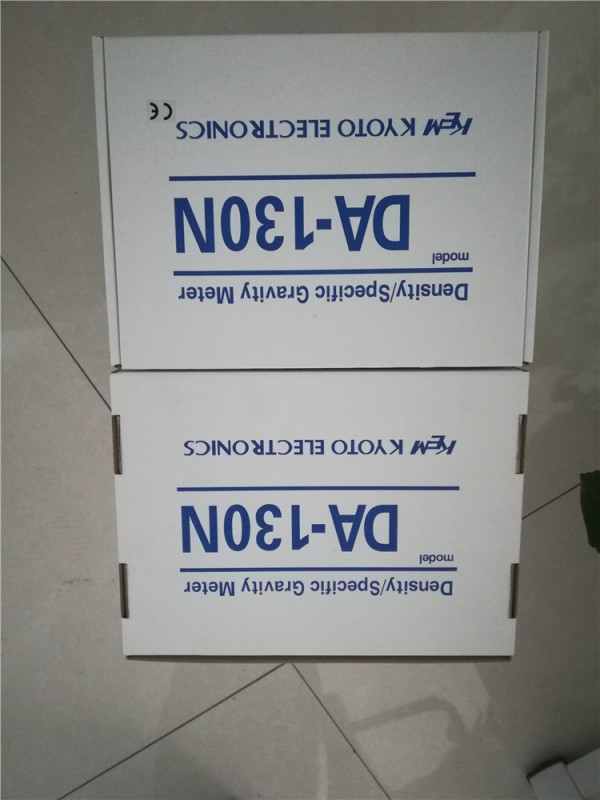 Density/Specific Gravity Meter
model
DA-130N
KEM KYOTO ELECTRONICS
CE
Density/Specific Gravity Meter
model
DA-130N
KEM KYOTO ELECTRONICS